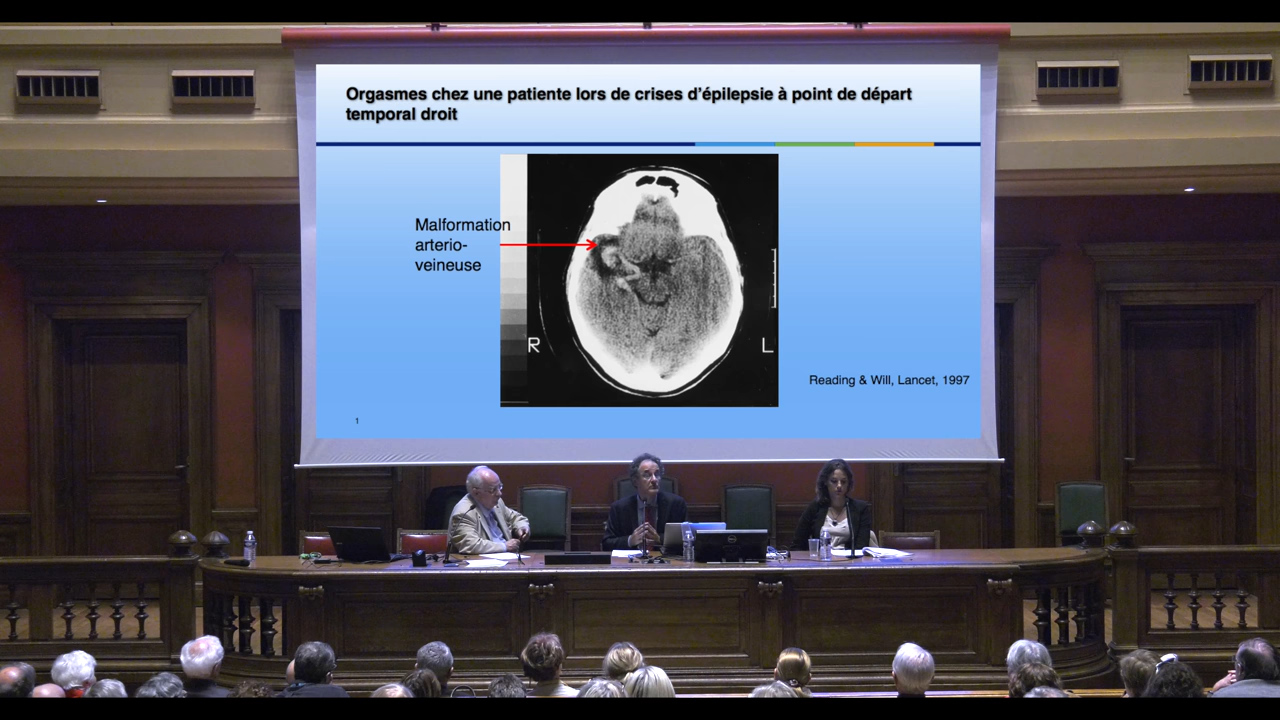 Orgasmes chez une patiente lors de crises d'épilepsie à point de départ
temporal droit
Malformation
arterio-
veineuse
R
L
Reading & Will, Lancet, 1997
1